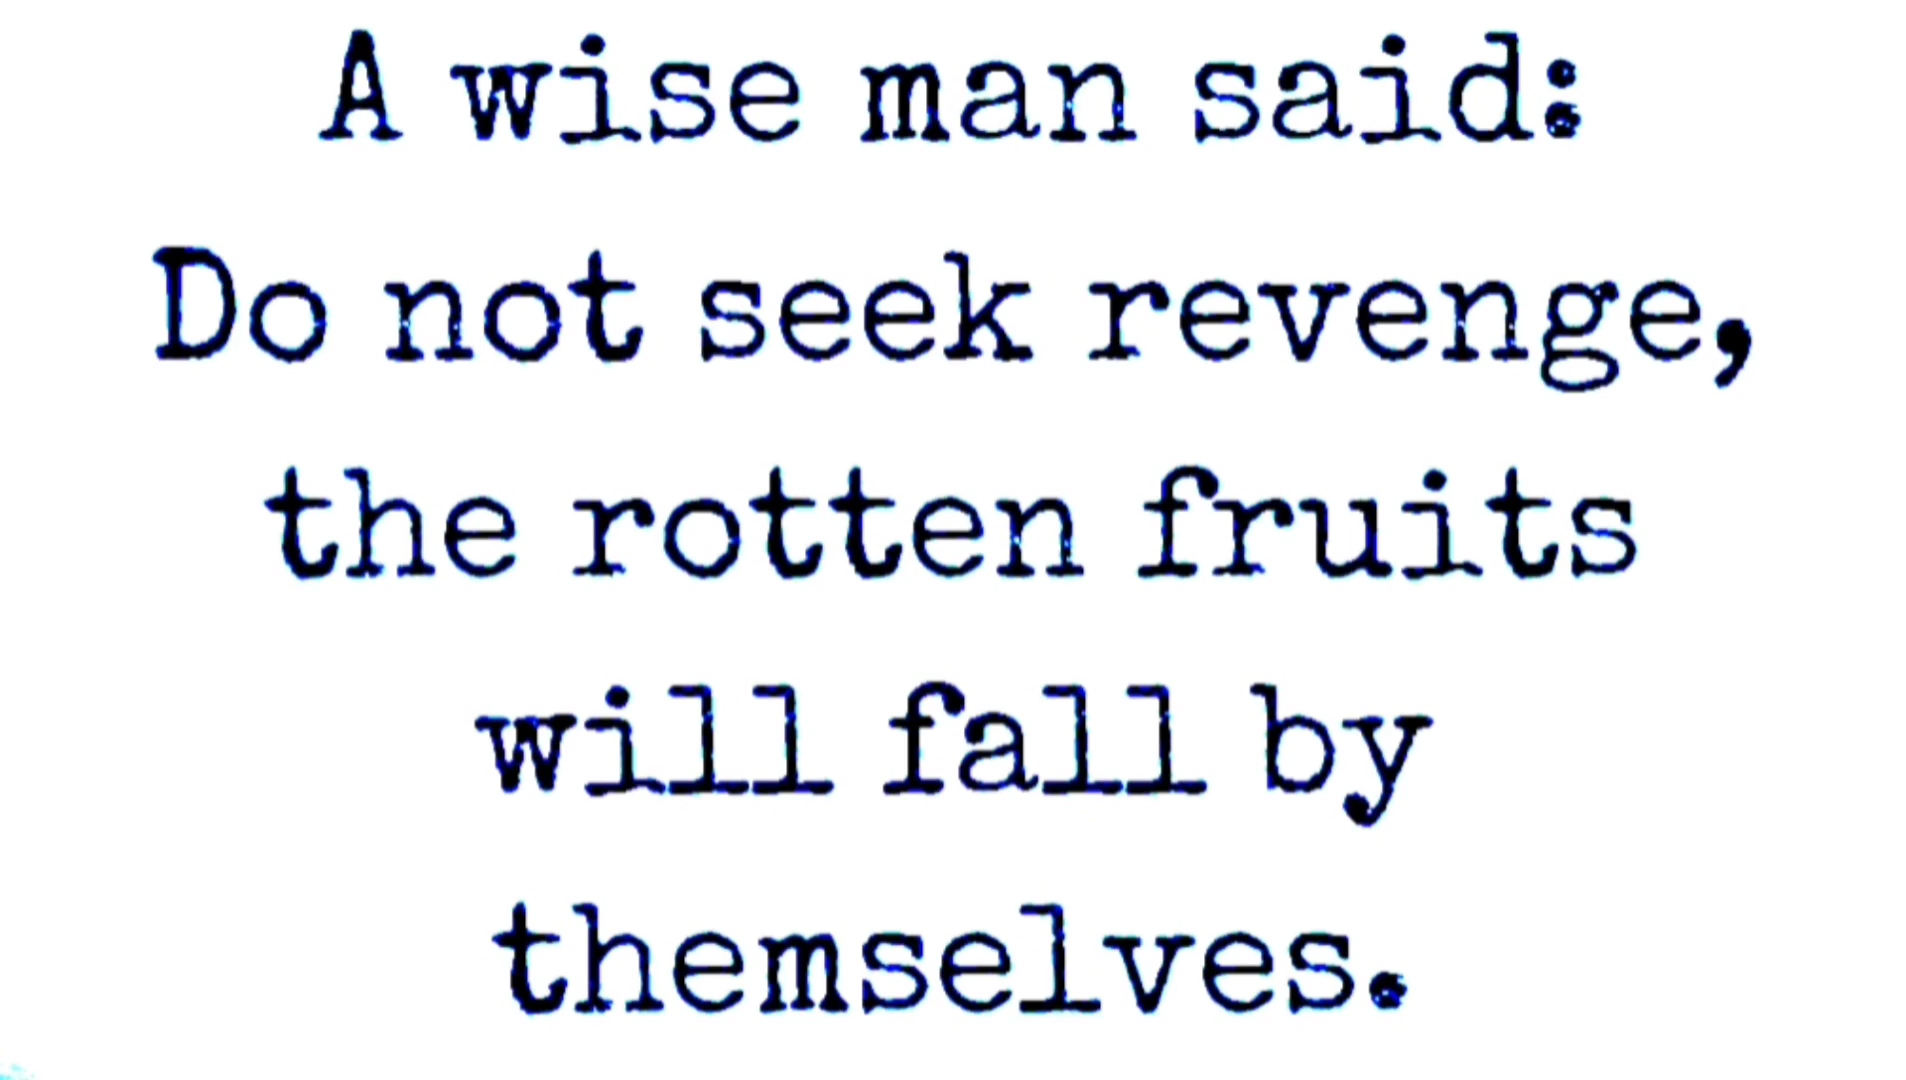 A wise man said:
Do not seek revenge,
the rotten fruits
will fall by
themselves.